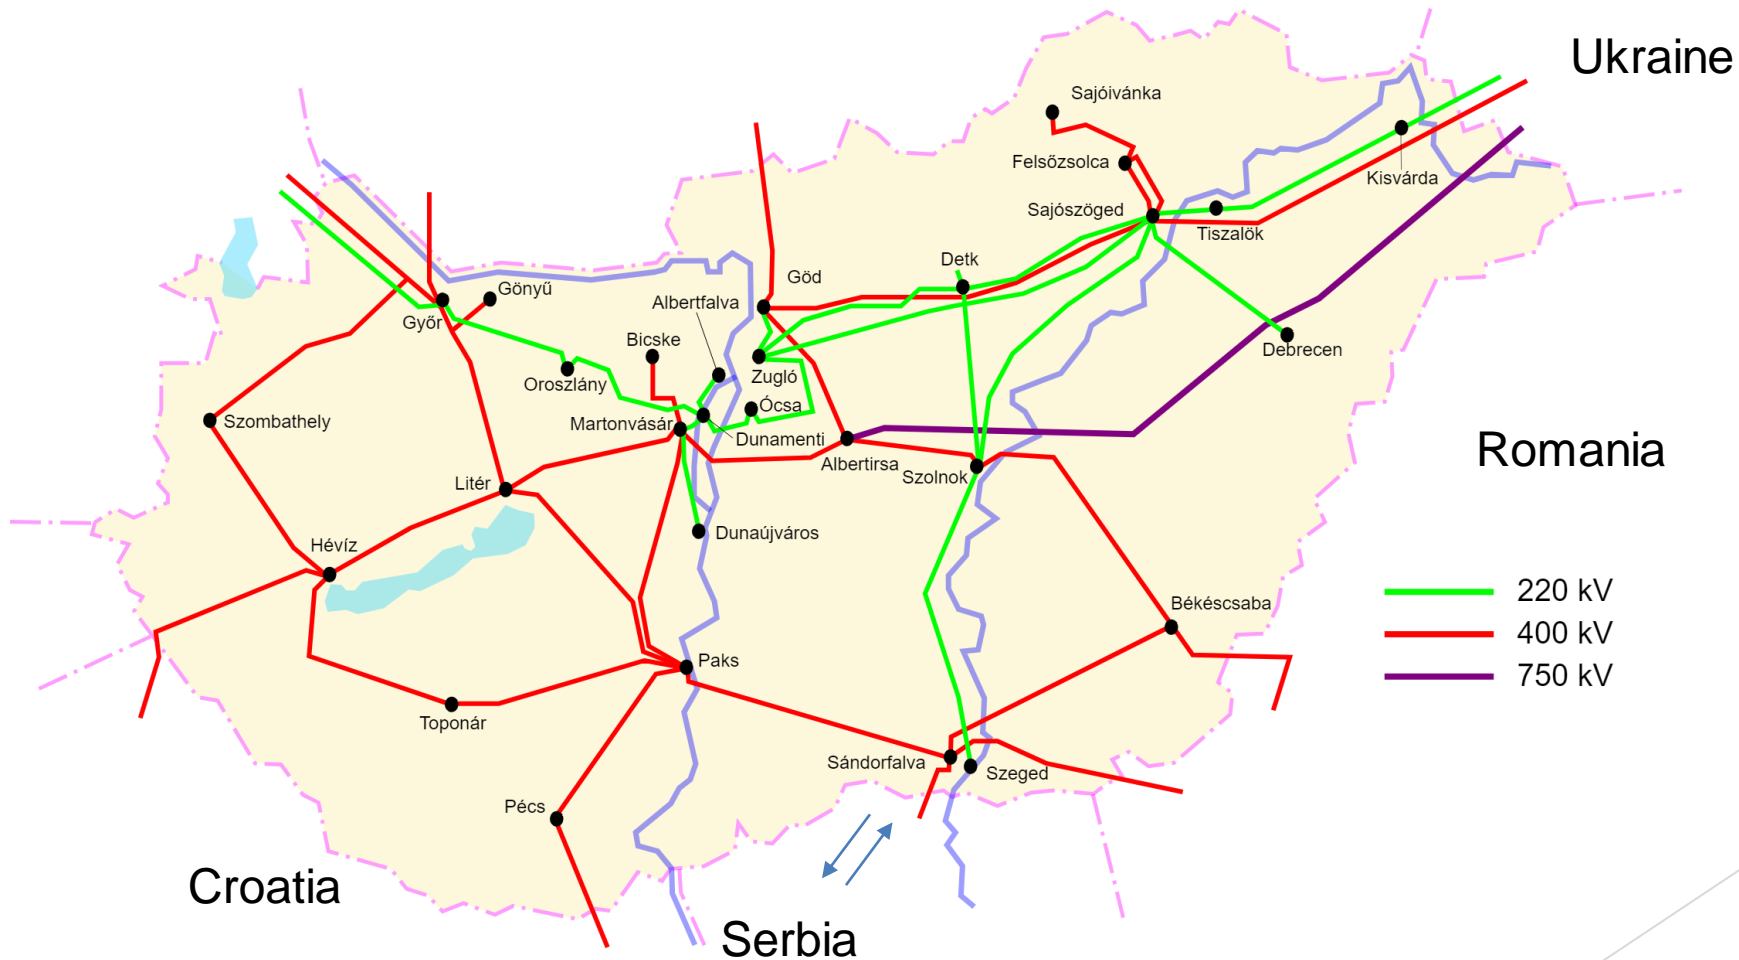 Ukraine
Sajóivánka
Felsőzsolca
Kisvárda
Sajószöged
Tiszalök
Detk
Göd
Gönyű
Albertfalva
Győr
Bicske
Debrecen
Zugló
Oroszlány
Ócsa
Szombathely
Martonvásár
Dunamenti
Romania
Albertirsa
Szolnok
Litér
Dunaújváros
Hévíz
220 kV
Békéscsaba
400 kV
Paks
750 kV
Toponár
Sándorfalva
Szeged
Pécs
Croatia
Serbia